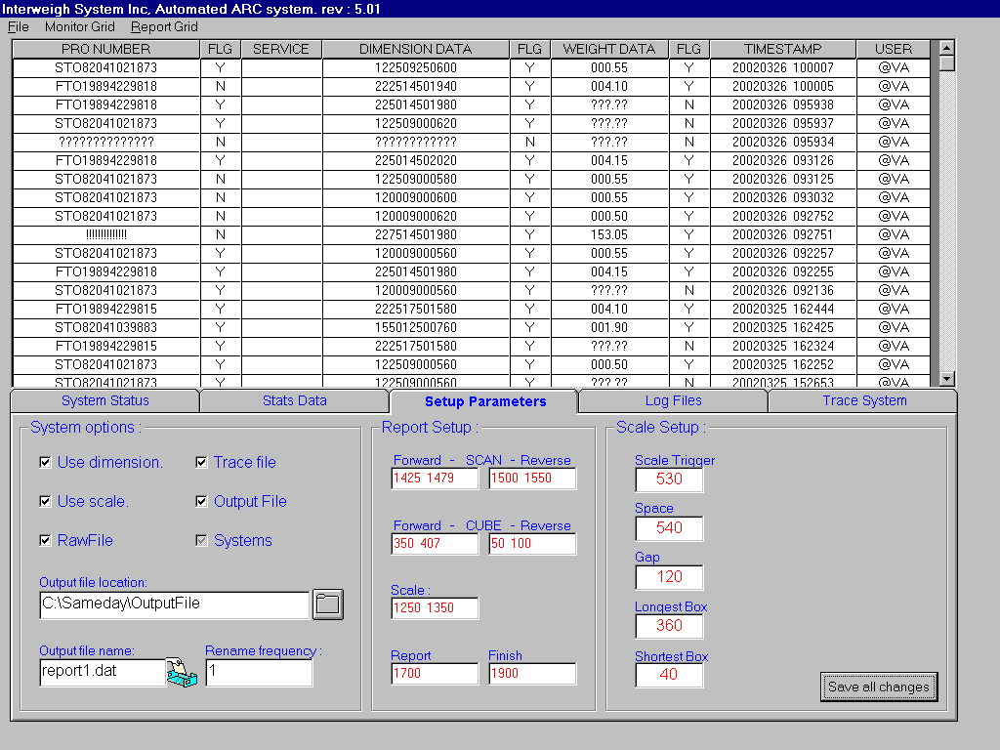 Interweigh System Inc, Automated ARC system. rev : 5.01
File Monitor Grid Report Grid
PRO NUMBER FLG SERVICE DIMENSION DATA FLG WEIGHT DATA FLG TIMESTAMP USER
STO82041021873 Y 122509250600 Y 000.55 Y 20020326 100007 @VA
FTO19894229818 N 222514501940 Y 004.10 Y 20020326 100005 @VA
FTO19894229818 Y 225014501980 Y ???.?? N 20020326 095938 @VA
STO82041021873 Y 122509000620 Y ???.?? N 20020326 095937 @VA
?????????????? N ???????????? N ???.?? N 20020326 095934 @VA
FTO19894229818 Y 225014502020 Y 004.15 Y 20020326 093126 @VA
STO82041021873 N 122509000580 Y 000.55 Y 20020326 093125 @VA
STO82041021873 N 120009000600 Y 000.55 Y 20020326 093032 @VA
STO82041021873 N 120009000620 Y 000.50 Y 20020326 092752 @VA
!!!!!!!!!!!!!! N 227514501980 Y 153.05 Y 20020326 092751 @VA
STO82041021873 Y 120009000560 Y 000.55 Y 20020326 092257 @VA
FTO19894229818 Y 225014501980 Y 004.15 Y 20020326 092255 @VA
STO82041021873 Y 120009000560 Y ???.?? N 20020326 092136 @VA
FTO19894229815 Y 222517501580 Y 004.10 Y 20020325 162444 @VA
STO82041039883 Y 155012500760 Y 001.90 Y 20020325 162425 @VA
FTO19894229815 Y 222517501580 Y ???.?? N 20020325 162324 @VA
STO82041021873 Y 122509000560 Y 000.50 Y 20020325 162252 @VA
STO82041021873 Y 122509000560 Y ???.?? N 20020325 152653 @VA
System Status Stats Data Setup Parameters Log Files Trace System
System options : Report Setup : Scale Setup :
Use dimension. Trace file
Use scale. Output File
RawFile Systems
Output file location:
C:\Sameday\OutputFile
Output file name: Rename frequency :
report1.dat 1
Forward - SCAN - Reverse
1425 1479 1500 1550
Forward - CUBE - Reverse
350 407 50 100
Scale :
1250 1350
Report Finish
1700 1900
Scale Trigger
530
Space
540
Gap
120
Longest Box
360
Shortest Box
40
Save all changes